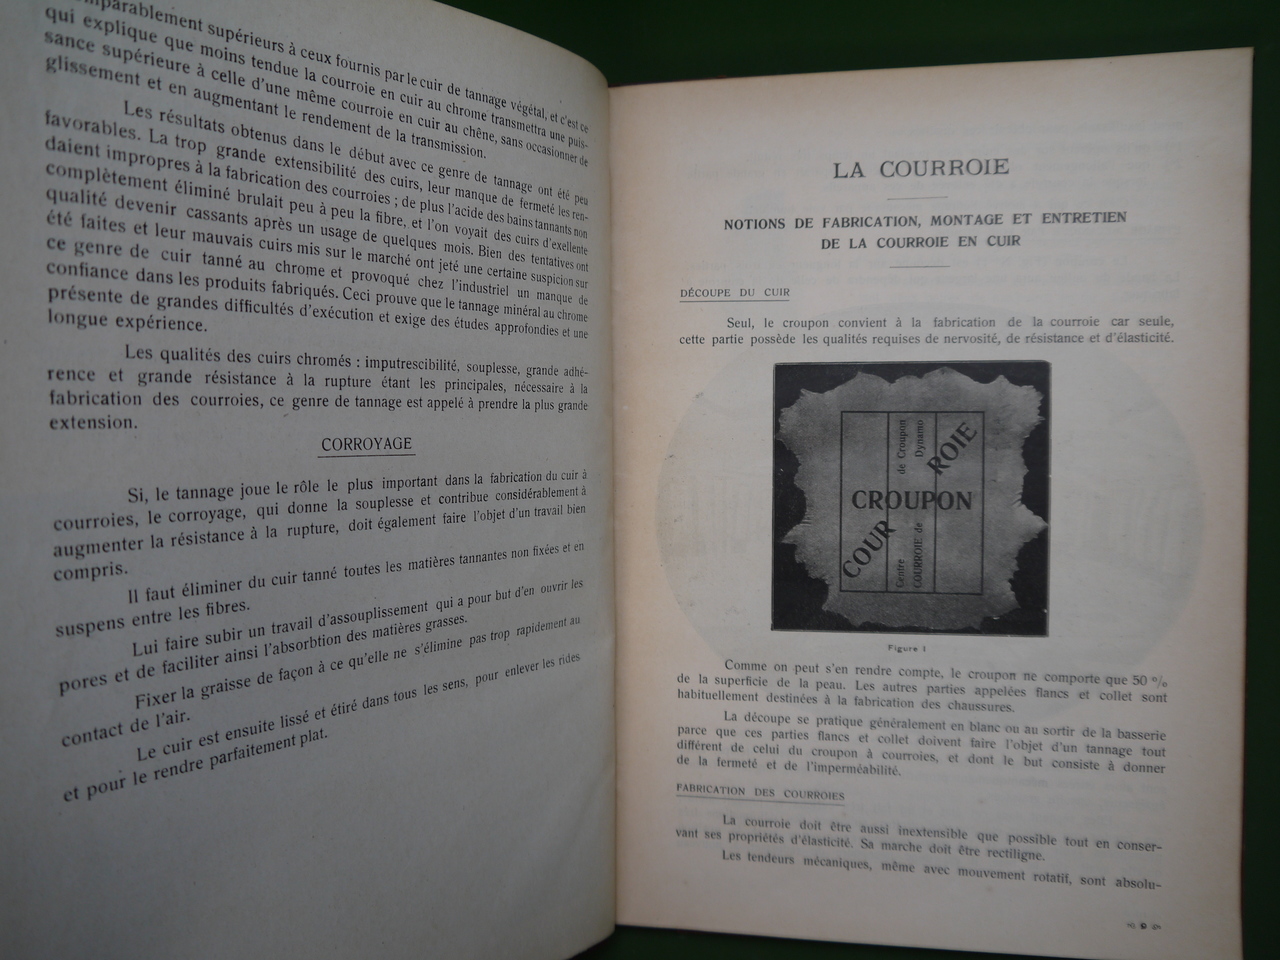 mparablement supérieurs à ceux fournis par le cuir de tannage végétal, et c'est ce
qui explique que moins tendue la courroie en cuir au chrome transmettra une puis-
sance supérieure à celle d'une même courroie en cuir au chêne, sans occasionner de
glissement et en augmentant le rendement de la transmission.
Les résultats obtenus dans le début avec ce genre de tannage ont été peu
favorables. La trop grande extensibilité des cuirs, leur manque de fermeté les ren-
daient impropres à la fabrication des courroies ; de plus l'acide des bains tannants non
complètement éliminé brulait peu à peu la fibre, et l'on voyait des cuirs d'exellente
qualité devenir cassants après un usage de quelques mois. Bien des tentatives ont
été faites et leur mauvais cuirs mis sur le marché ont jeté une certaine suspicion sur
ce genre de cuir tanné au chrome et provoqué chez l'industriel un manque de
confiance dans les produits fabriqués. Ceci prouve que le tannage minéral au chrome
présente de grandes difficultés d'exécution et exige des études approfondies et une
longue expérience.
Les qualités des cuirs chromés : imputrescibilité, souplesse, grande adhé-
rence et grande résistance à la rupture étant les principales, nécessaire à la
fabrication des courroies, ce genre de tannage est appelé à prendre la plus grande
extension.
CORROYAGE
Si, le tannage joue le rôle le plus important dans la fabrication du cuir à
courroies, le corroyage, qui donne la souplesse et contribue considérablement à
augmenter la résistance à la rupture, doit également faire l'objet d'un travail bien
compris.
Il faut éliminer du cuir tanné toutes les matières tannantes non fixées et en
suspens entre les fibres.
Lui faire subir un travail d'assouplissement qui a pour but d'en ouvrir les
pores et de faciliter ainsi l'absorbtion des matières grasses.
Fixer la graisse de façon à ce qu'elle ne s'élimine pas trop rapidement au
contact de l'air.
Le cuir est ensuite lissé et étiré dans tous les sens, pour enlever les rides
et pour le rendre parfaitement plat.
LA COURROIE
NOTIONS DE FABRICATION, MONTAGE ET ENTRETIEN
DE LA COURROIE EN CUIR
DÉCOUPE DU CUIR
Seul, le croupon convient à la fabrication de la courroie car seule,
cette partie possède les qualités requises de nervosité, de résistance et d'élasticité.
COURROIE
CROUPON
Centre de Croupon
COURROIE de Dynamo
Figure 1
Comme on peut s'en rendre compte, le croupon ne comporte que 50 %
de la superficie de la peau. Les autres parties appelées flancs et collet sont
habituellement destinées à la fabrication des chaussures.
La découpe se pratique généralement en blanc ou au sortir de la basserie
parce que ces parties flancs et collet doivent faire l'objet d'un tannage tout
différent de celui du croupon à courroies, et dont le but consiste à donner
de la fermeté et de l'imperméabilité.
FABRICATION DES COURROIES
La courroie doit être aussi inextensible que possible tout en conser-
vant ses propriétés d'élasticité. Sa marche doit être rectiligne.
Les tendeurs mécaniques, même avec mouvement rotatif, sont absolu-
9